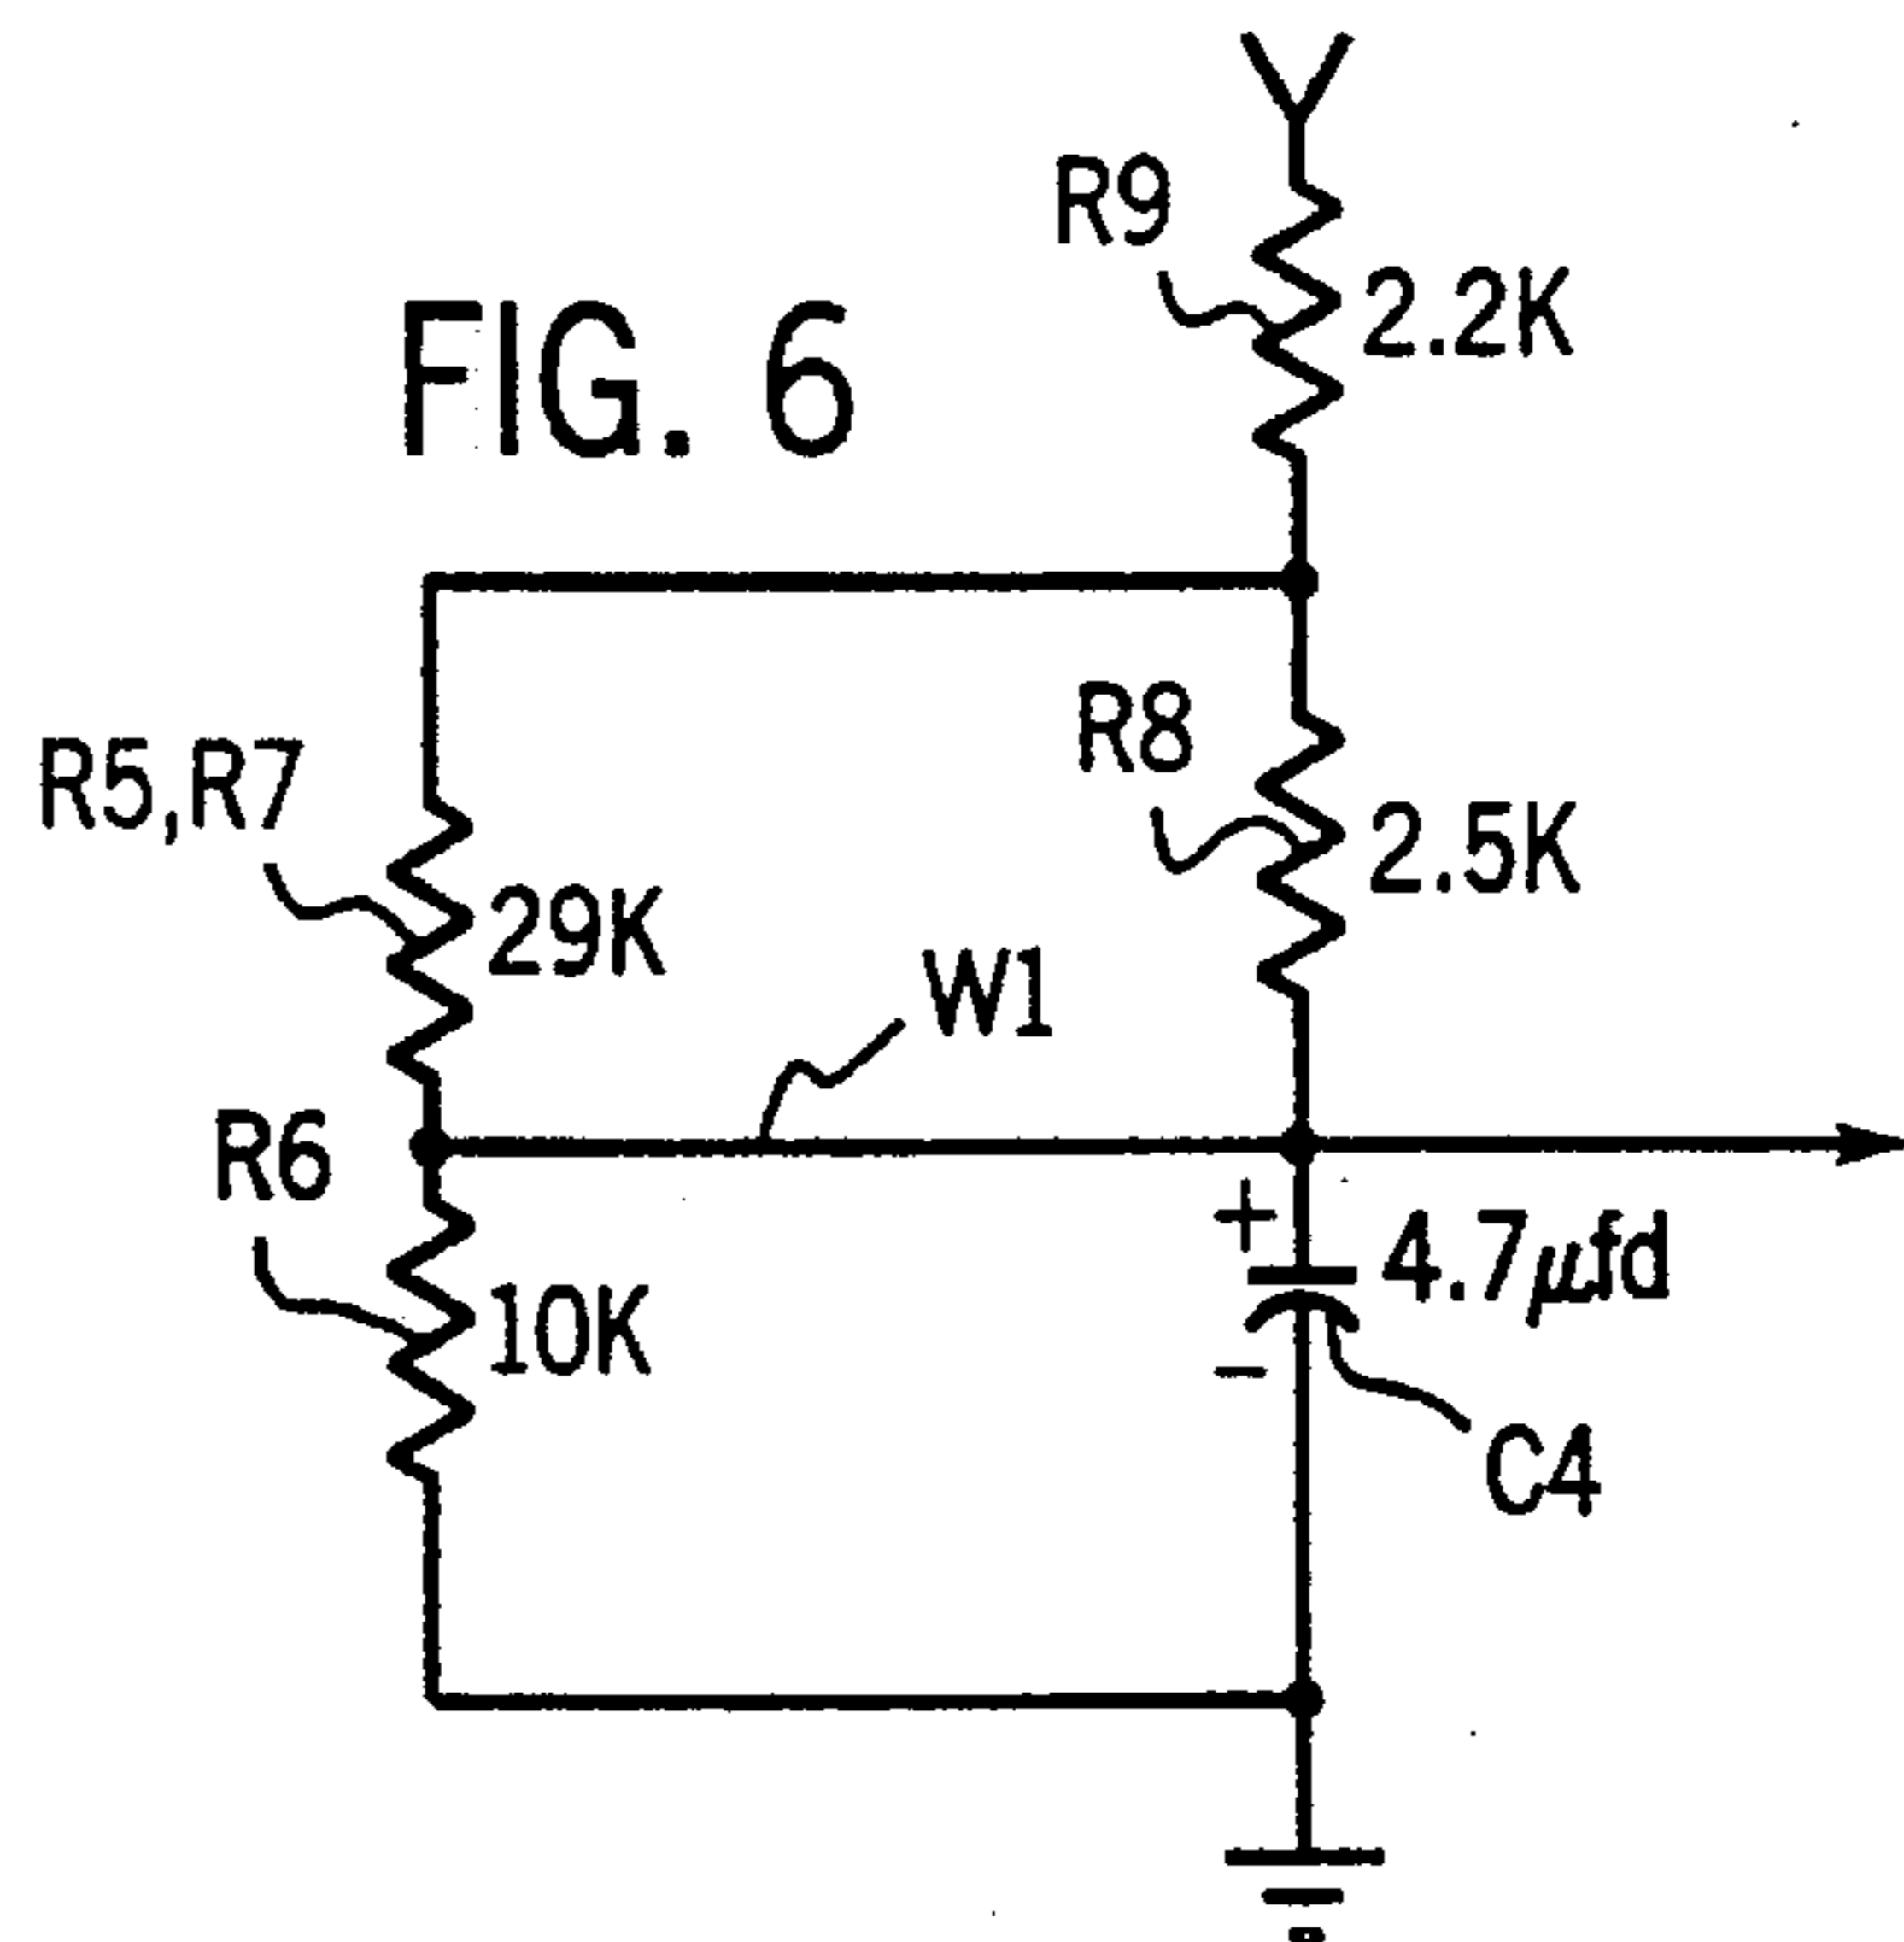 R9
2.2K
FIG. 6
R8
R5,R7
2.5K
29K
W1
R6
+
4.7μfd
10K
−
C4